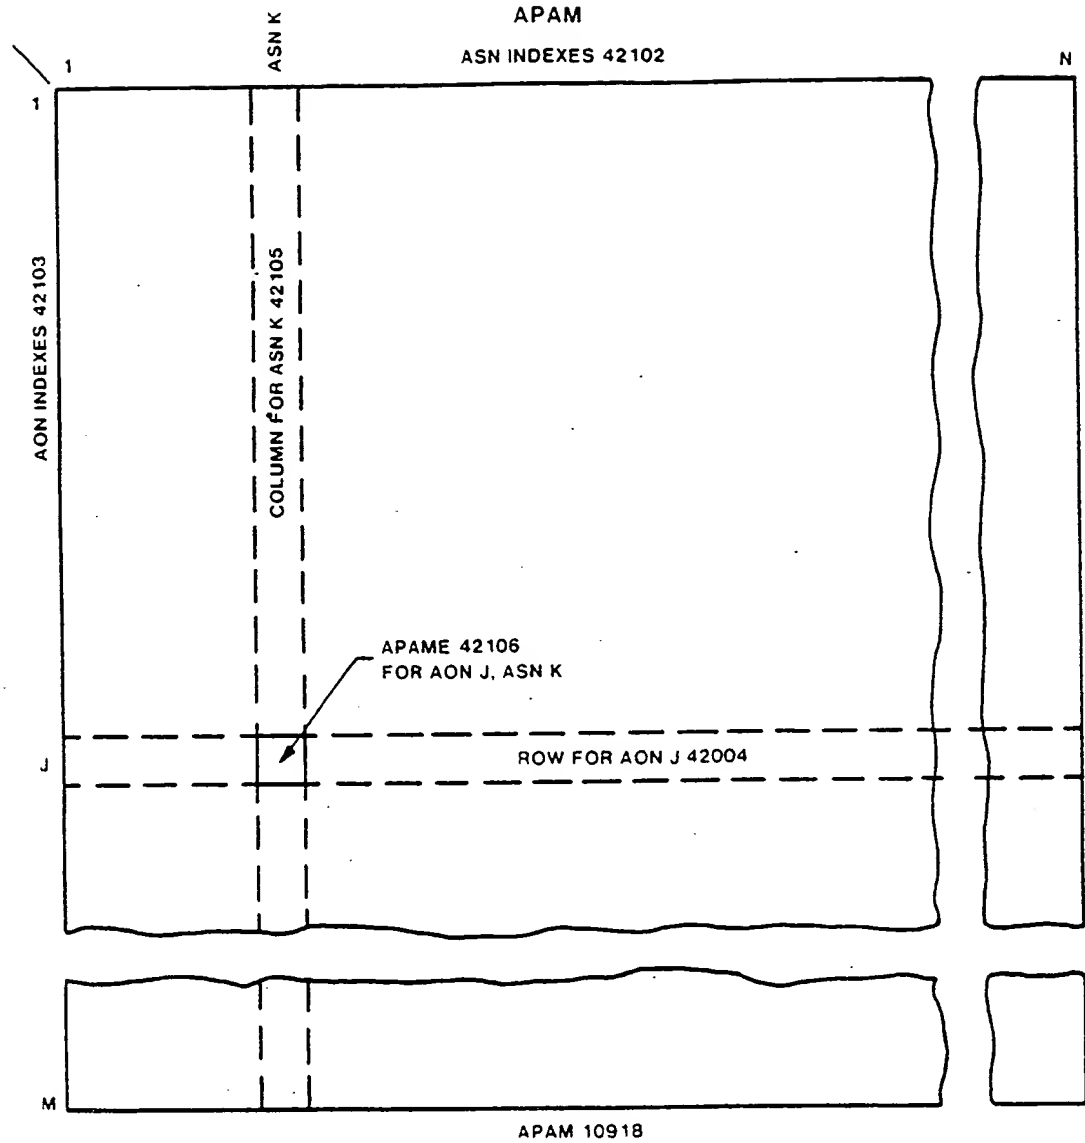 APAM
ASN K
ASN INDEXES 42102
1
N
1
AON INDEXES 42103
COLUMN FOR ASN K 42105
APAME 42106
FOR AON J, ASN K
J
ROW FOR AON J 42004
M
APAM 10918